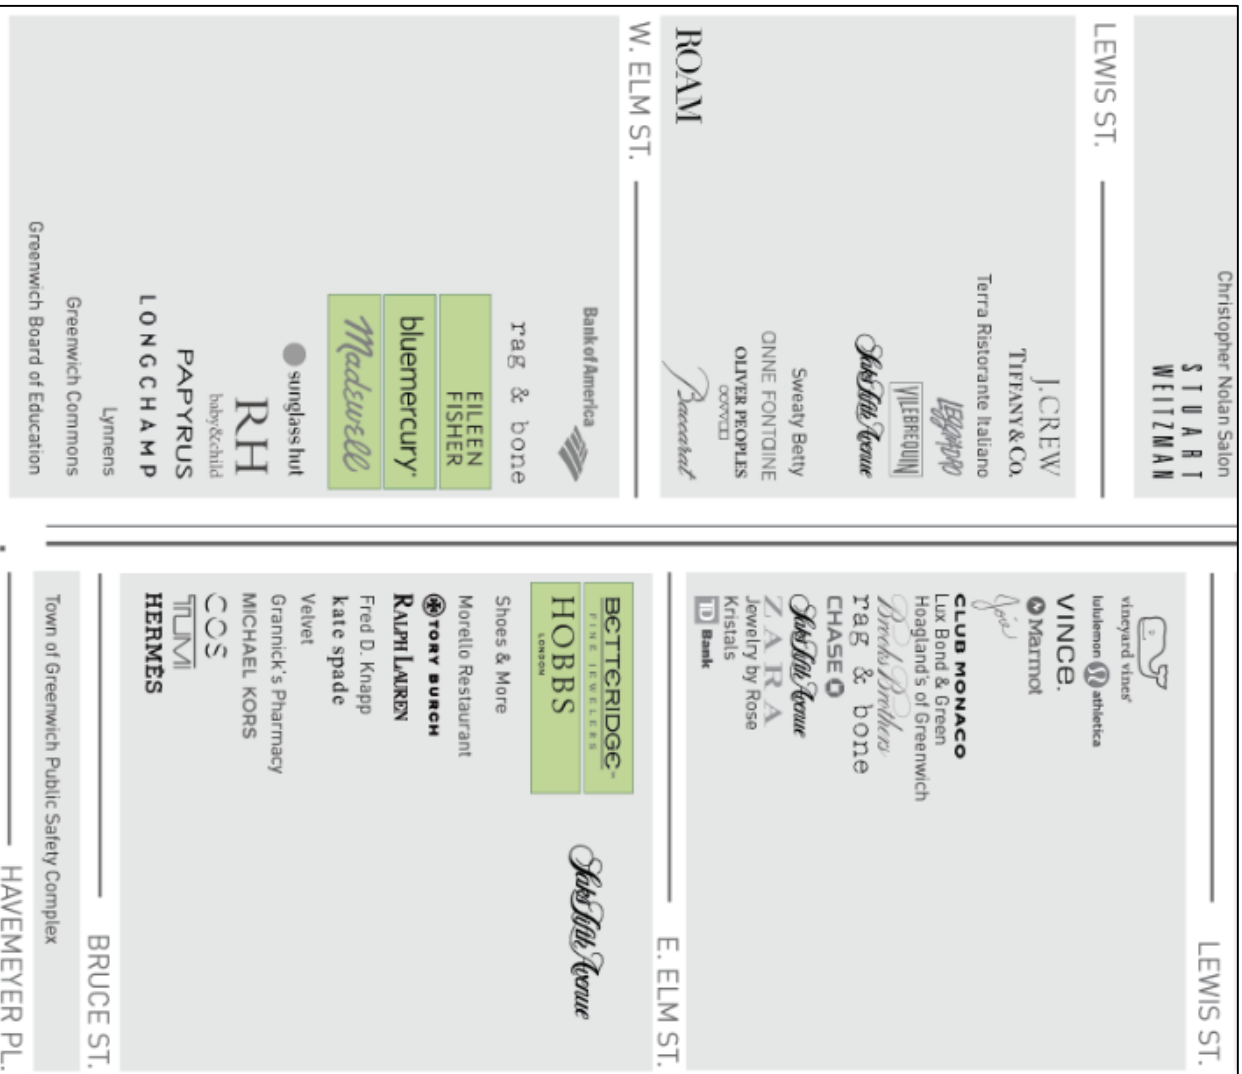 LEWIS ST.
Christopher Nolan Salon
STUART
WEITZMAN
J.CREW
TIFFANY & CO.
Terra Ristorante Italiano
LEGGIADRO
VILEBREQUIN
Saks Fifth Avenue
Sweaty Betty
ANNE FONTAINE
OLIVER PEOPLES
Baccarat
ROAM
W. ELM ST.
Bank of America
rag & bone
EILEEN
FISHER
bluemercury
Madewell
sunglass hut
RH
baby&child
PAPYRUS
LONGCHAMP
Lynnens
Greenwich Commons
Greenwich Board of Education
LEWIS ST.
vineyard vines
lululemon athletica
VINCE.
Marmot
Joie
CLUB MONACO
Lux Bond & Green
Hoagland's of Greenwich
Brooks Brothers
rag & bone
CHASE
Saks Fifth Avenue
ZARA
Jewelry by Rose
Kristals
TD Bank
E. ELM ST.
BETTERIDGE
FINE JEWELERS
HOBBS
LONDON
Saks Fifth Avenue
Shoes & More
Morello Restaurant
TORY BURCH
RALPH LAUREN
Fred D. Knapp
kate spade
Velvet
Grannick's Pharmacy
MICHAEL KORS
COS
TUMI
HERMÈS
BRUCE ST.
Town of Greenwich Public Safety Complex
HAVEMEYER PL.